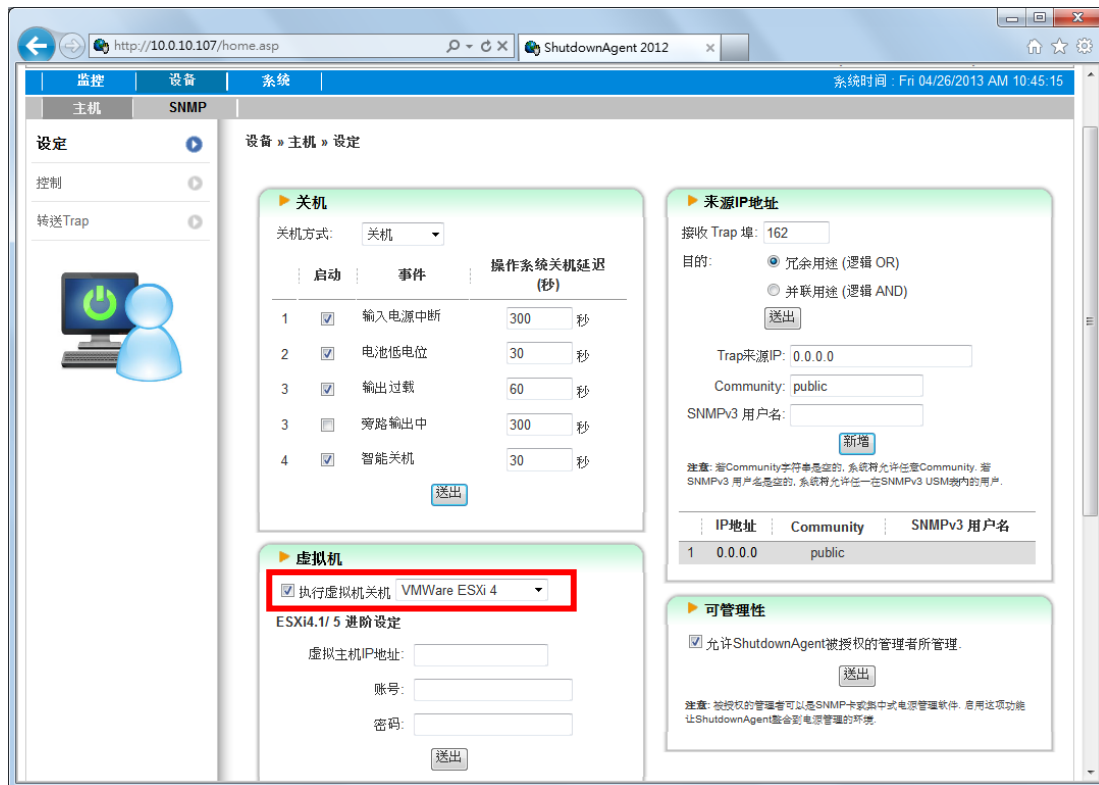 http://10.0.10.107/home.asp
ShutdownAgent 2012
监控 设备 系统
系统时间 : Fri 04/26/2013 AM 10:45:15
主机 SNMP
设定
控制
转送Trap
设备 » 主机 » 设定
关机
关机方式: 关机
启动 事件 操作系统关机延迟
(秒)
1 输入电源中断 300 秒
2 电池低电位 30 秒
3 输出过载 60 秒
3 旁路输出中 300 秒
4 智能关机 30 秒
送出
虚拟机
执行虚拟机关机 VMWare ESXi 4
ESXi4.1/ 5 进阶设定
虚拟主机IP地址:
账号:
密码:
送出
来源IP地址
接收 Trap 埠: 162
目的: 冗余用途 (逻辑 OR)
并联用途 (逻辑 AND)
送出
Trap来源IP: 0.0.0.0
Community: public
SNMPv3 用户名:
新增
注意: 若Community字符串是空的, 系统将允许任意Community. 若
SNMPv3 用户名是空的, 系统将允许任一在SNMPv3 USM表内的用户.
IP地址 Community SNMPv3 用户名
1 0.0.0.0 public
可管理性
允许ShutdownAgent被授权的管理者所管理.
送出
注意: 被授权的管理者可以是SNMP卡或集中式电源管理软件. 启用这项功能
让ShutdownAgent整合到电源管理的环境.